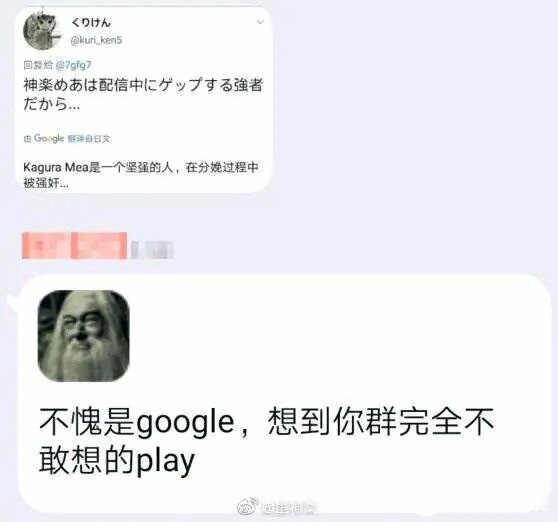 くりけん
@kuri_ken5
回复给 @7gfg7
神楽めあは配信中にゲップする強者
だから...
由 Google 翻译自日文
Kagura Mea是一个坚强的人，在分娩过程中
被强奸...
不愧是google，想到你群完全不
敢想的play